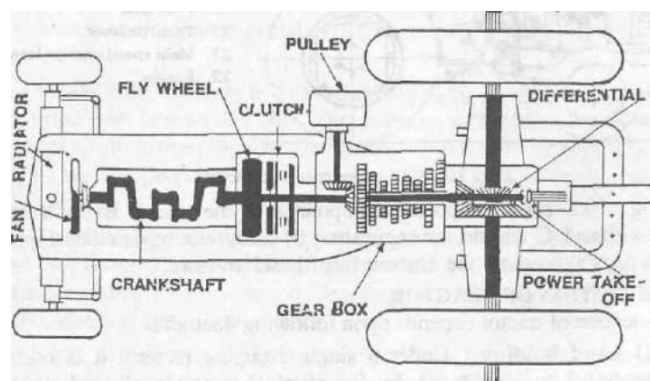 PULLEY
FLY WHEEL
CLUTCH
DIFFERENTIAL
RADIATOR
FAN
CRANKSHAFT
GEAR BOX
POWER TAKE-
OFF